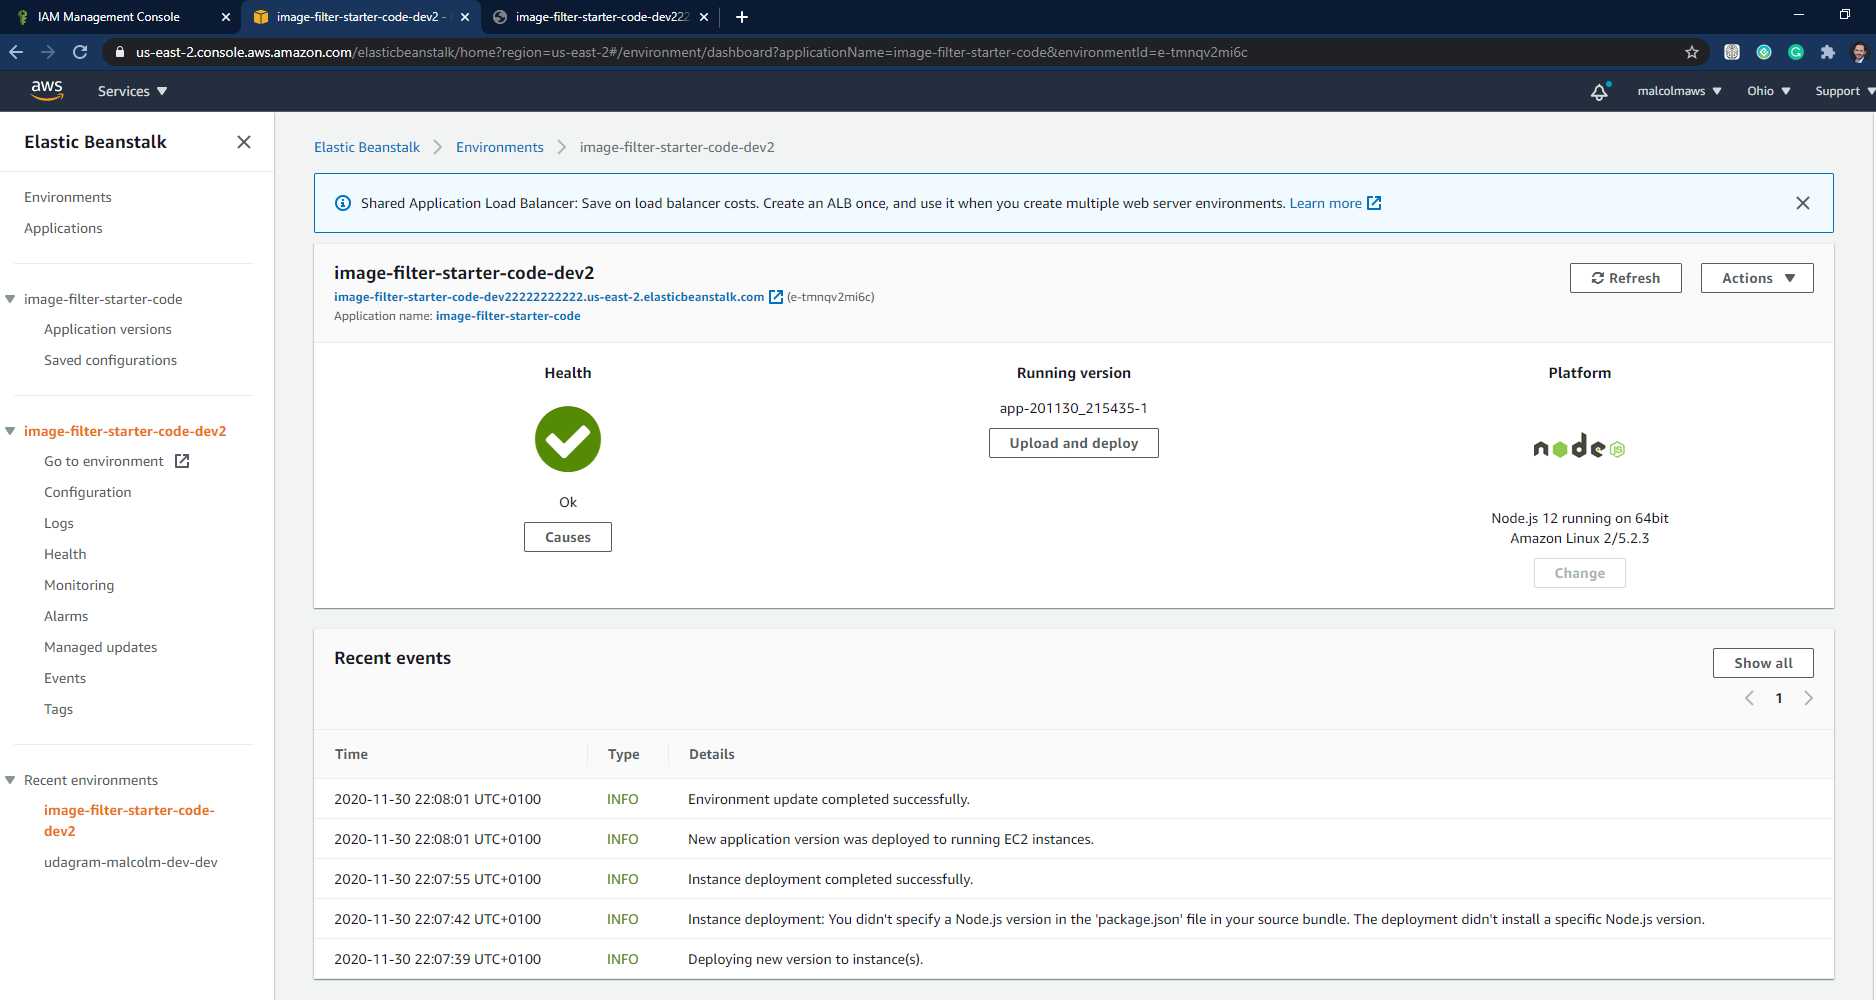 IAM Management Console
image-filter-starter-code-dev2 -
image-filter-starter-code-dev222
us-east-2.console.aws.amazon.com/elasticbeanstalk/home?region=us-east-2#/environment/dashboard?applicationName=image-filter-starter-code&environmentId=e-tmnqv2mi6c
aws
Services
malcolmaws
Ohio
Support
Elastic Beanstalk
Environments
Applications
image-filter-starter-code
Application versions
Saved configurations
image-filter-starter-code-dev2
Go to environment
Configuration
Logs
Health
Monitoring
Alarms
Managed updates
Events
Tags
Recent environments
image-filter-starter-code-
dev2
udagram-malcolm-dev-dev
Elastic Beanstalk > Environments > image-filter-starter-code-dev2
Shared Application Load Balancer: Save on load balancer costs. Create an ALB once, and use it when you create multiple web server environments. Learn more
image-filter-starter-code-dev2
image-filter-starter-code-dev22222222222.us-east-2.elasticbeanstalk.com (e-tmnqv2mi6c)
Application name: image-filter-starter-code
Refresh
Actions
Health
Ok
Causes
Running version
app-201130_215435-1
Upload and deploy
Platform
node JS
Node.js 12 running on 64bit
Amazon Linux 2/5.2.3
Change
Recent events
Show all
1
Time Type Details
2020-11-30 22:08:01 UTC+0100 INFO Environment update completed successfully.
2020-11-30 22:08:01 UTC+0100 INFO New application version was deployed to running EC2 instances.
2020-11-30 22:07:55 UTC+0100 INFO Instance deployment completed successfully.
2020-11-30 22:07:42 UTC+0100 INFO Instance deployment: You didn't specify a Node.js version in the 'package.json' file in your source bundle. The deployment didn't install a specific Node.js version.
2020-11-30 22:07:39 UTC+0100 INFO Deploying new version to instance(s).